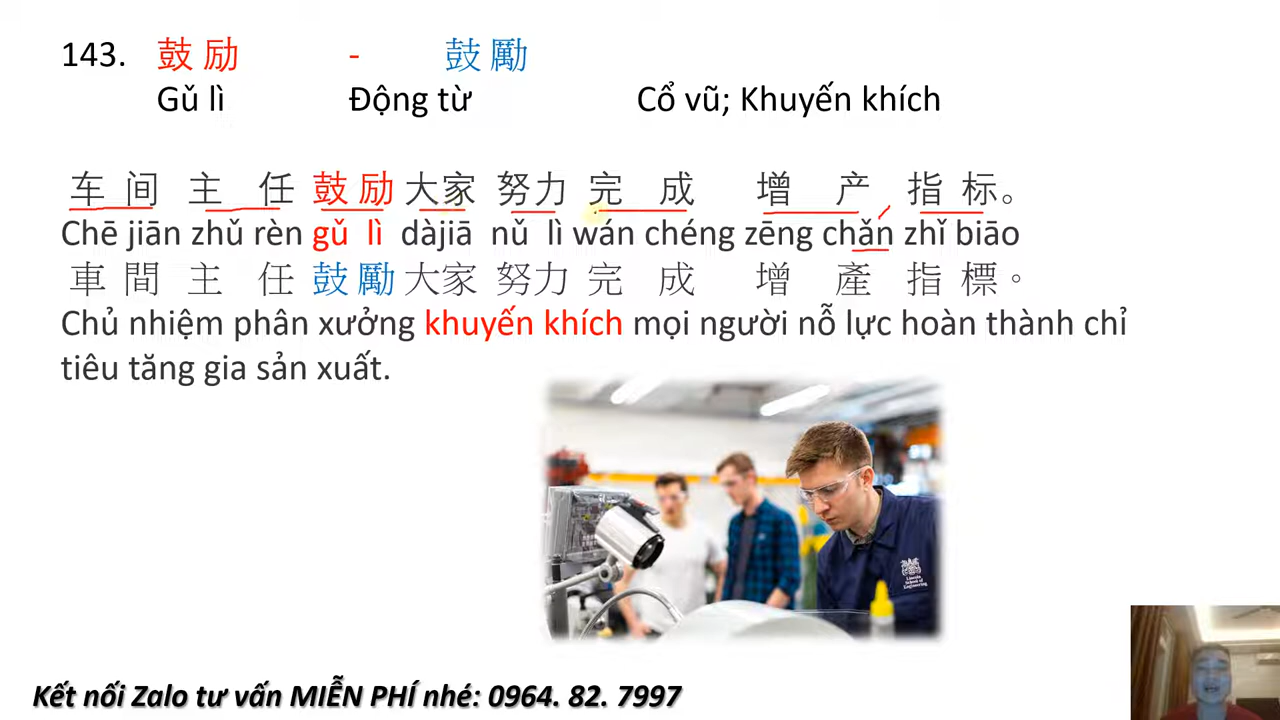 143. 鼓励 - 鼓勵
Gǔ lì Động từ Cổ vũ; Khuyến khích
车间主任鼓励大家努力完成增产指标。
Chē jiān zhǔ rèn gǔ lì dàjiā nǔ lì wán chéng zēng chǎn zhǐ biāo
車間主任鼓勵大家努力完成增產指標。
Chủ nhiệm phân xưởng khuyến khích mọi người nỗ lực hoàn thành chỉ
tiêu tăng gia sản xuất.
Lincoln
School of
Engineering
Kết nối Zalo tư vấn MIỄN PHÍ nhé: 0964. 82. 7997